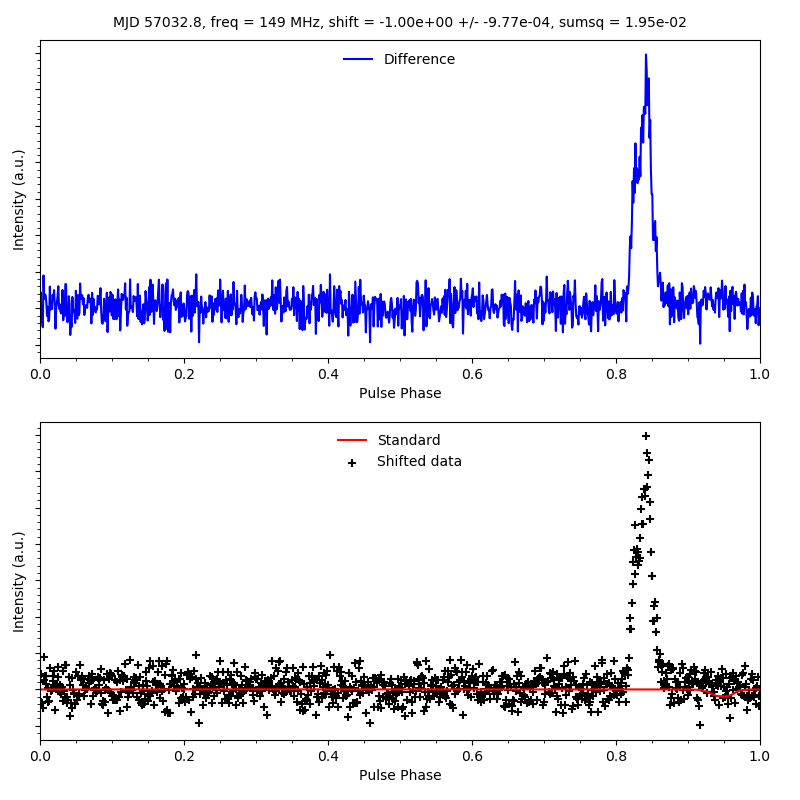 MJD 57032.8, freq = 149 MHz, shift = -1.00e+00 +/- -9.77e-04, sumsq = 1.95e-02
Difference
Intensity (a.u.)
0.0 0.2 0.4 0.6 0.8 1.0
Pulse Phase
Standard
Shifted data
Intensity (a.u.)
0.0 0.2 0.4 0.6 0.8 1.0
Pulse Phase